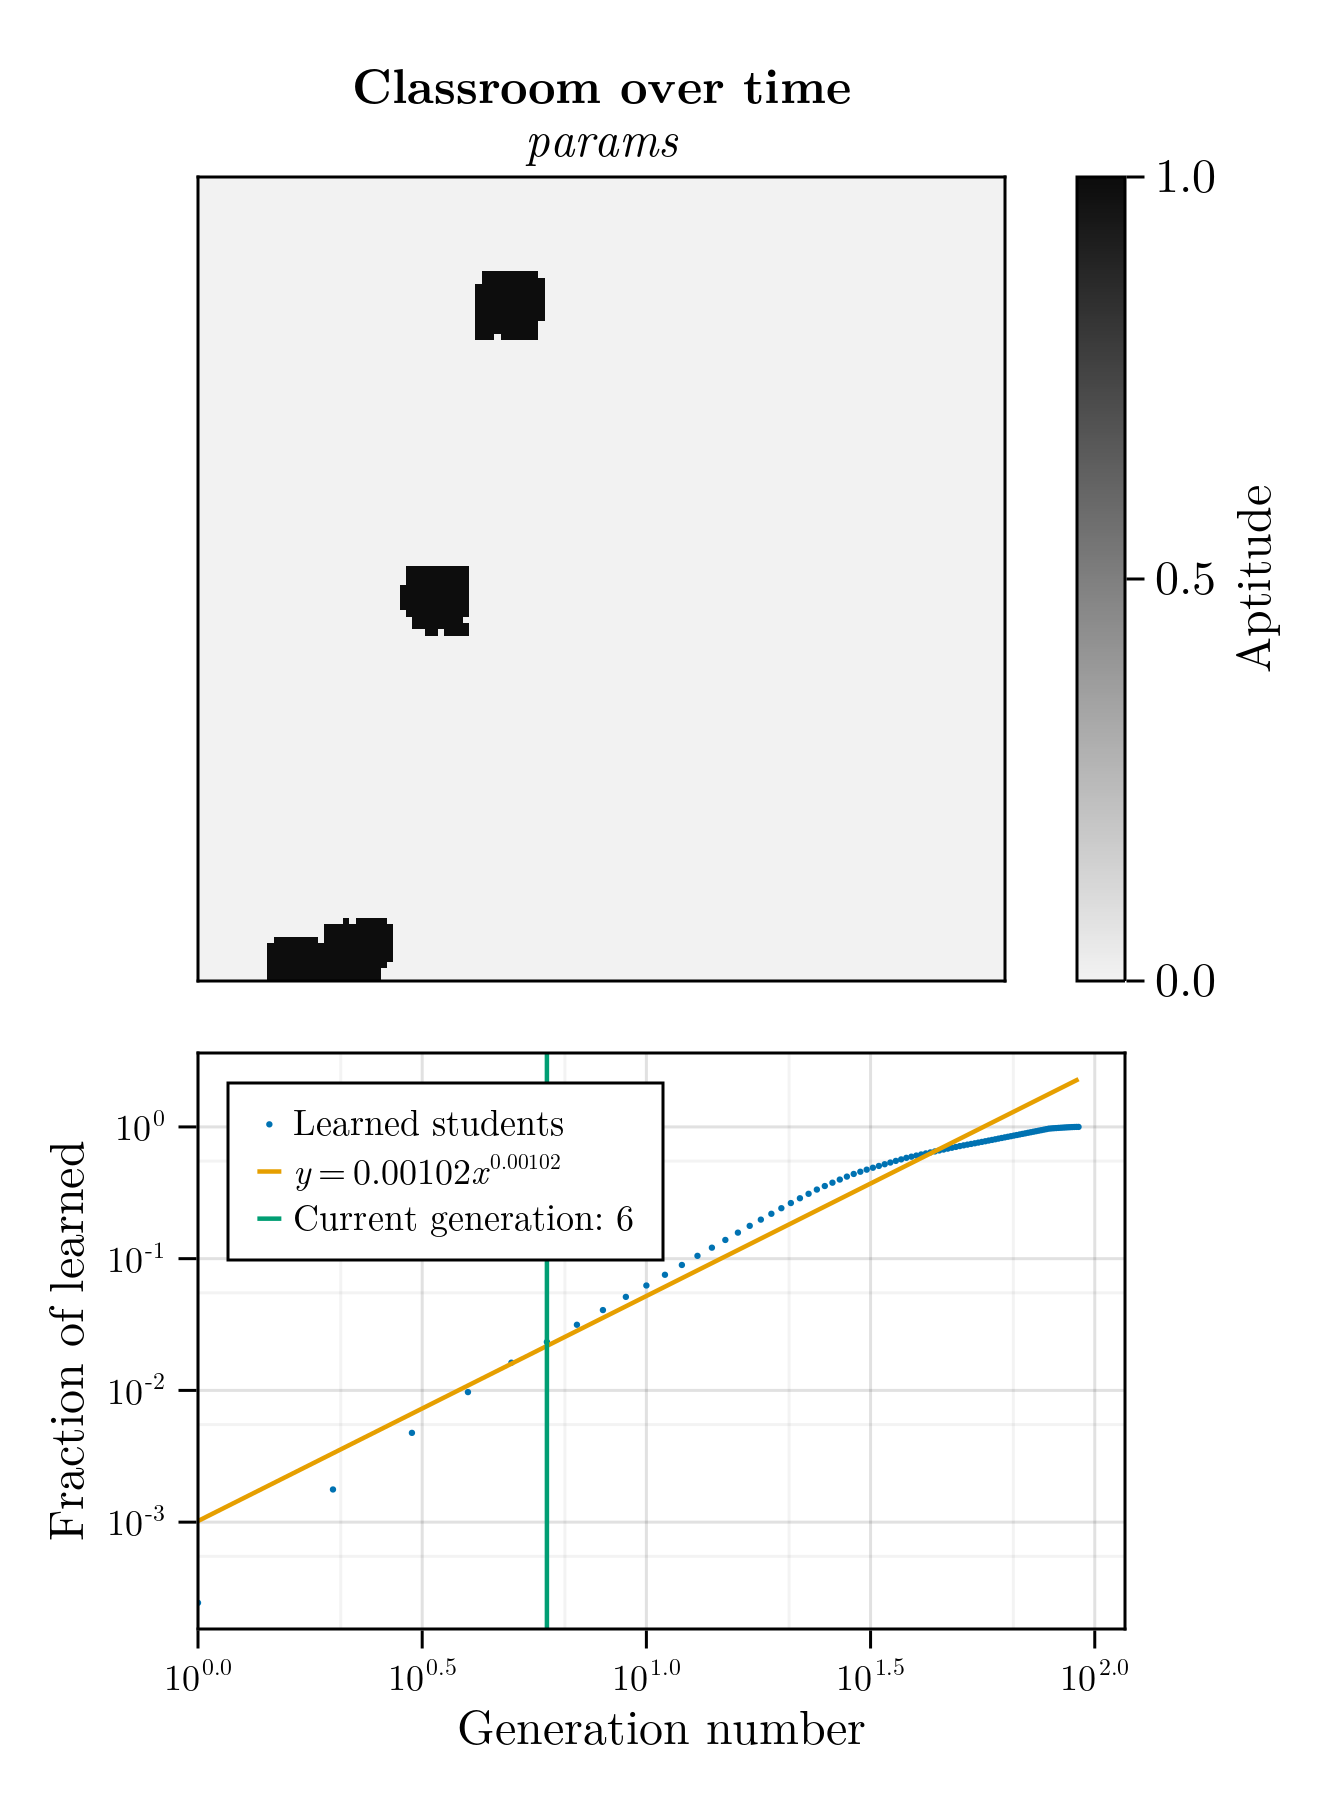 Classroom over time
params
1.0
0.5
0.0
Aptitude
Learned students
y = 0.00102x^0.00102
Current generation: 6
10^0
10^-1
10^-2
10^-3
Fraction of learned
10^0.0 10^0.5 10^1.0 10^1.5 10^2.0
Generation number